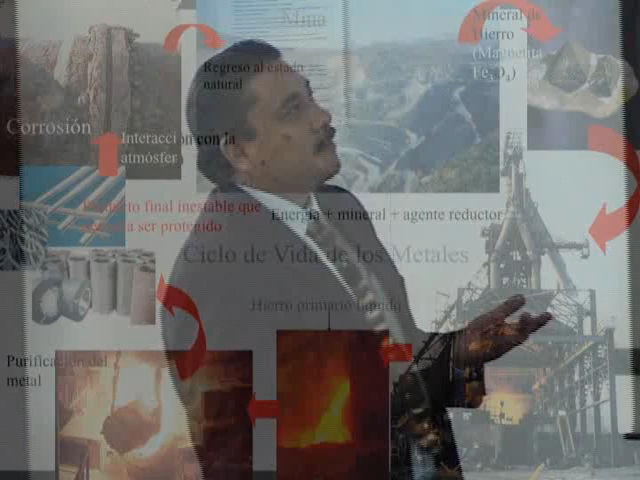 Mina
Mineral de
Hierro
(Magnetita
Fe₃O₄)
Regreso al estado
natural
Corrosión
Interacción con la
atmósfer
Producto final inestable que
a ser protegido
Energía + mineral + agente reductor
Ciclo de Vida de los Metales
Hierro primario líquido
Purificación del
metal